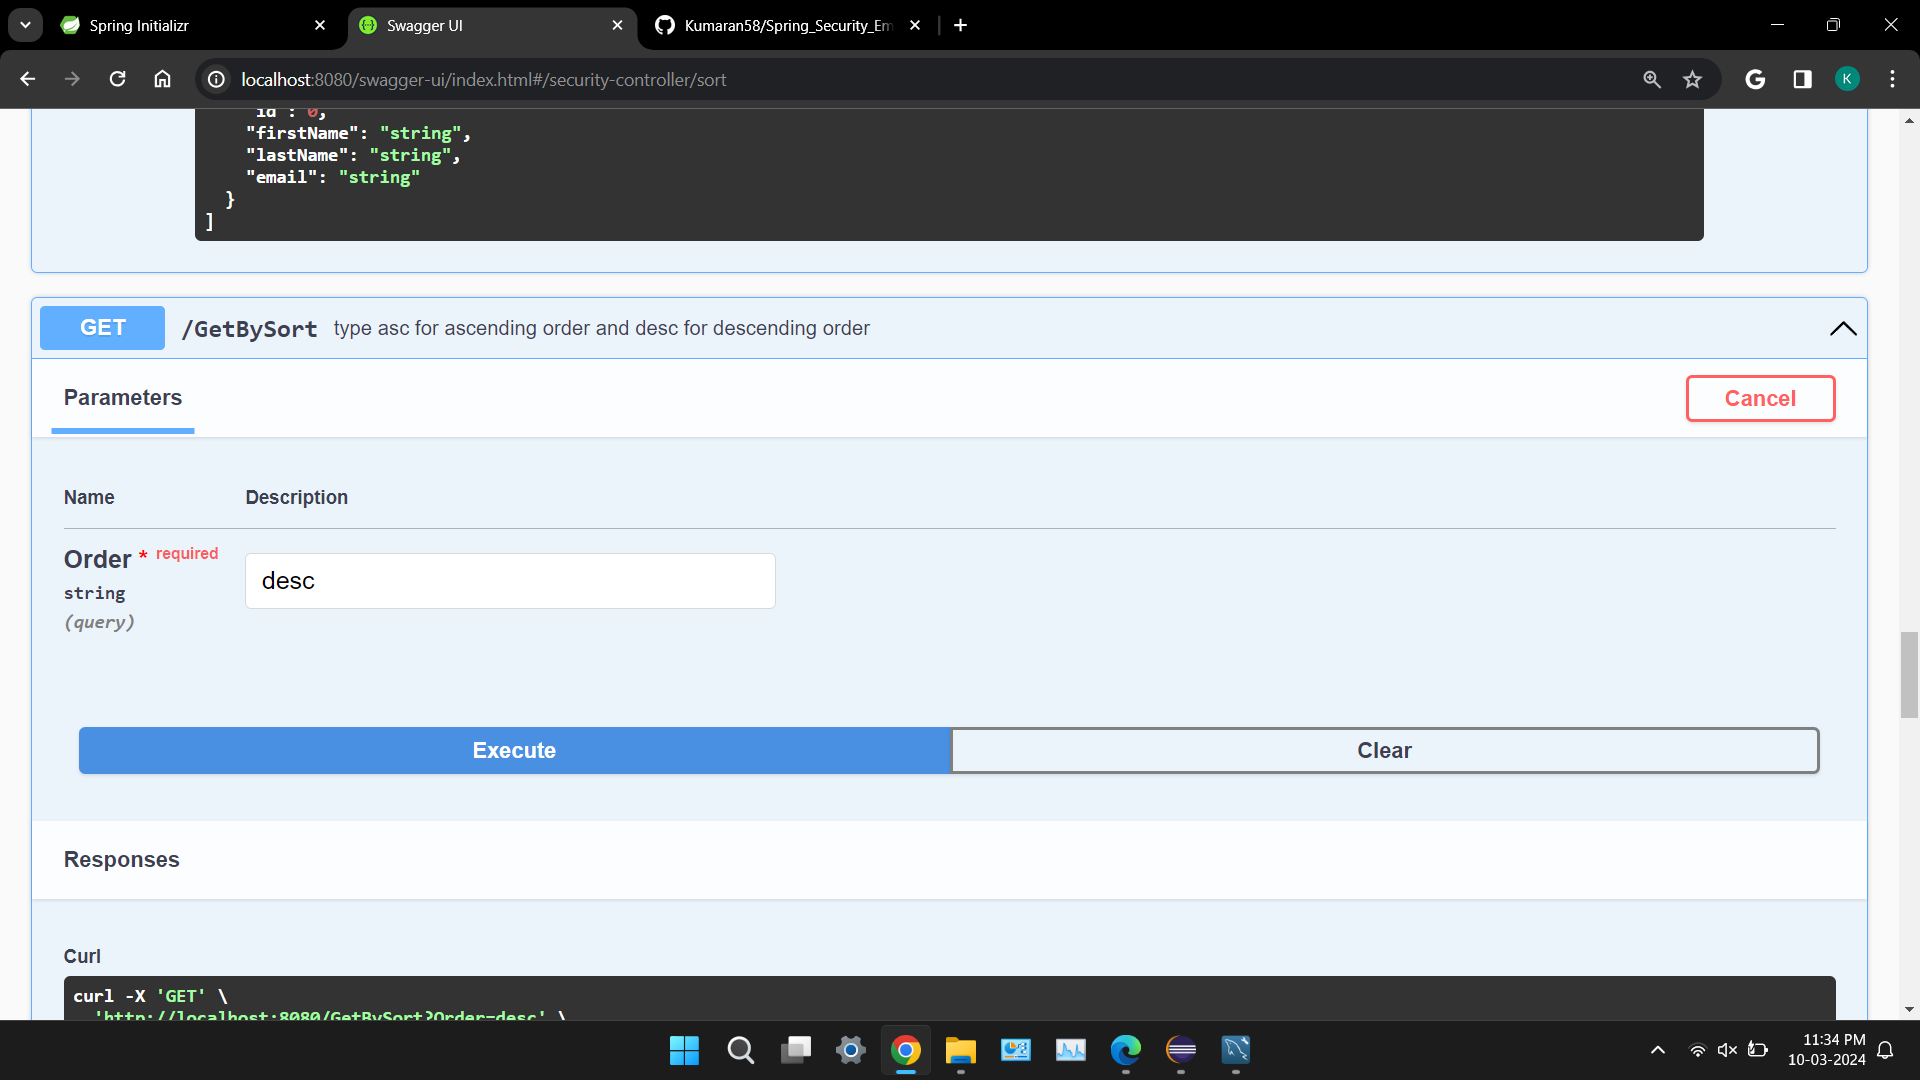 Spring Initializr
Swagger UI
Kumaran58/Spring_Security_Em
localhost:8080/swagger-ui/index.html#/security-controller/sort
K
"id": 0,
"firstName": "string",
"lastName": "string",
"email": "string"
}
]
GET /GetBySort type asc for ascending order and desc for descending order
Parameters
Cancel
Name Description
Order * required
string
(query)
desc
Execute
Clear
Responses
Curl
curl -X 'GET' \
'http://localhost:8080/GetBySort?Order=desc' \
11:34 PM
10-03-2024